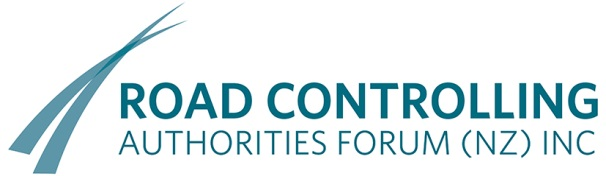 ROAD CONTROLLING
AUTHORITIES FORUM (NZ) INC